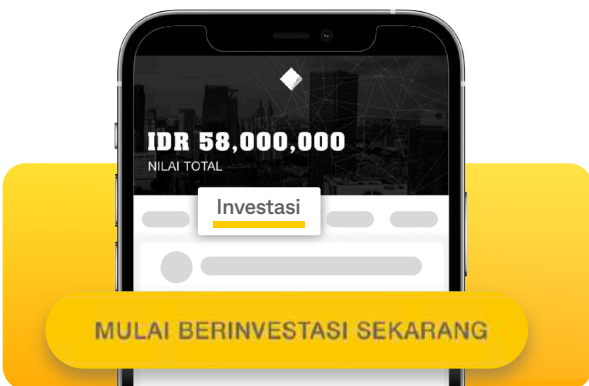 IDR 58,000,000
NILAI TOTAL
Investasi
MULAI BERINVESTASI SEKARANG